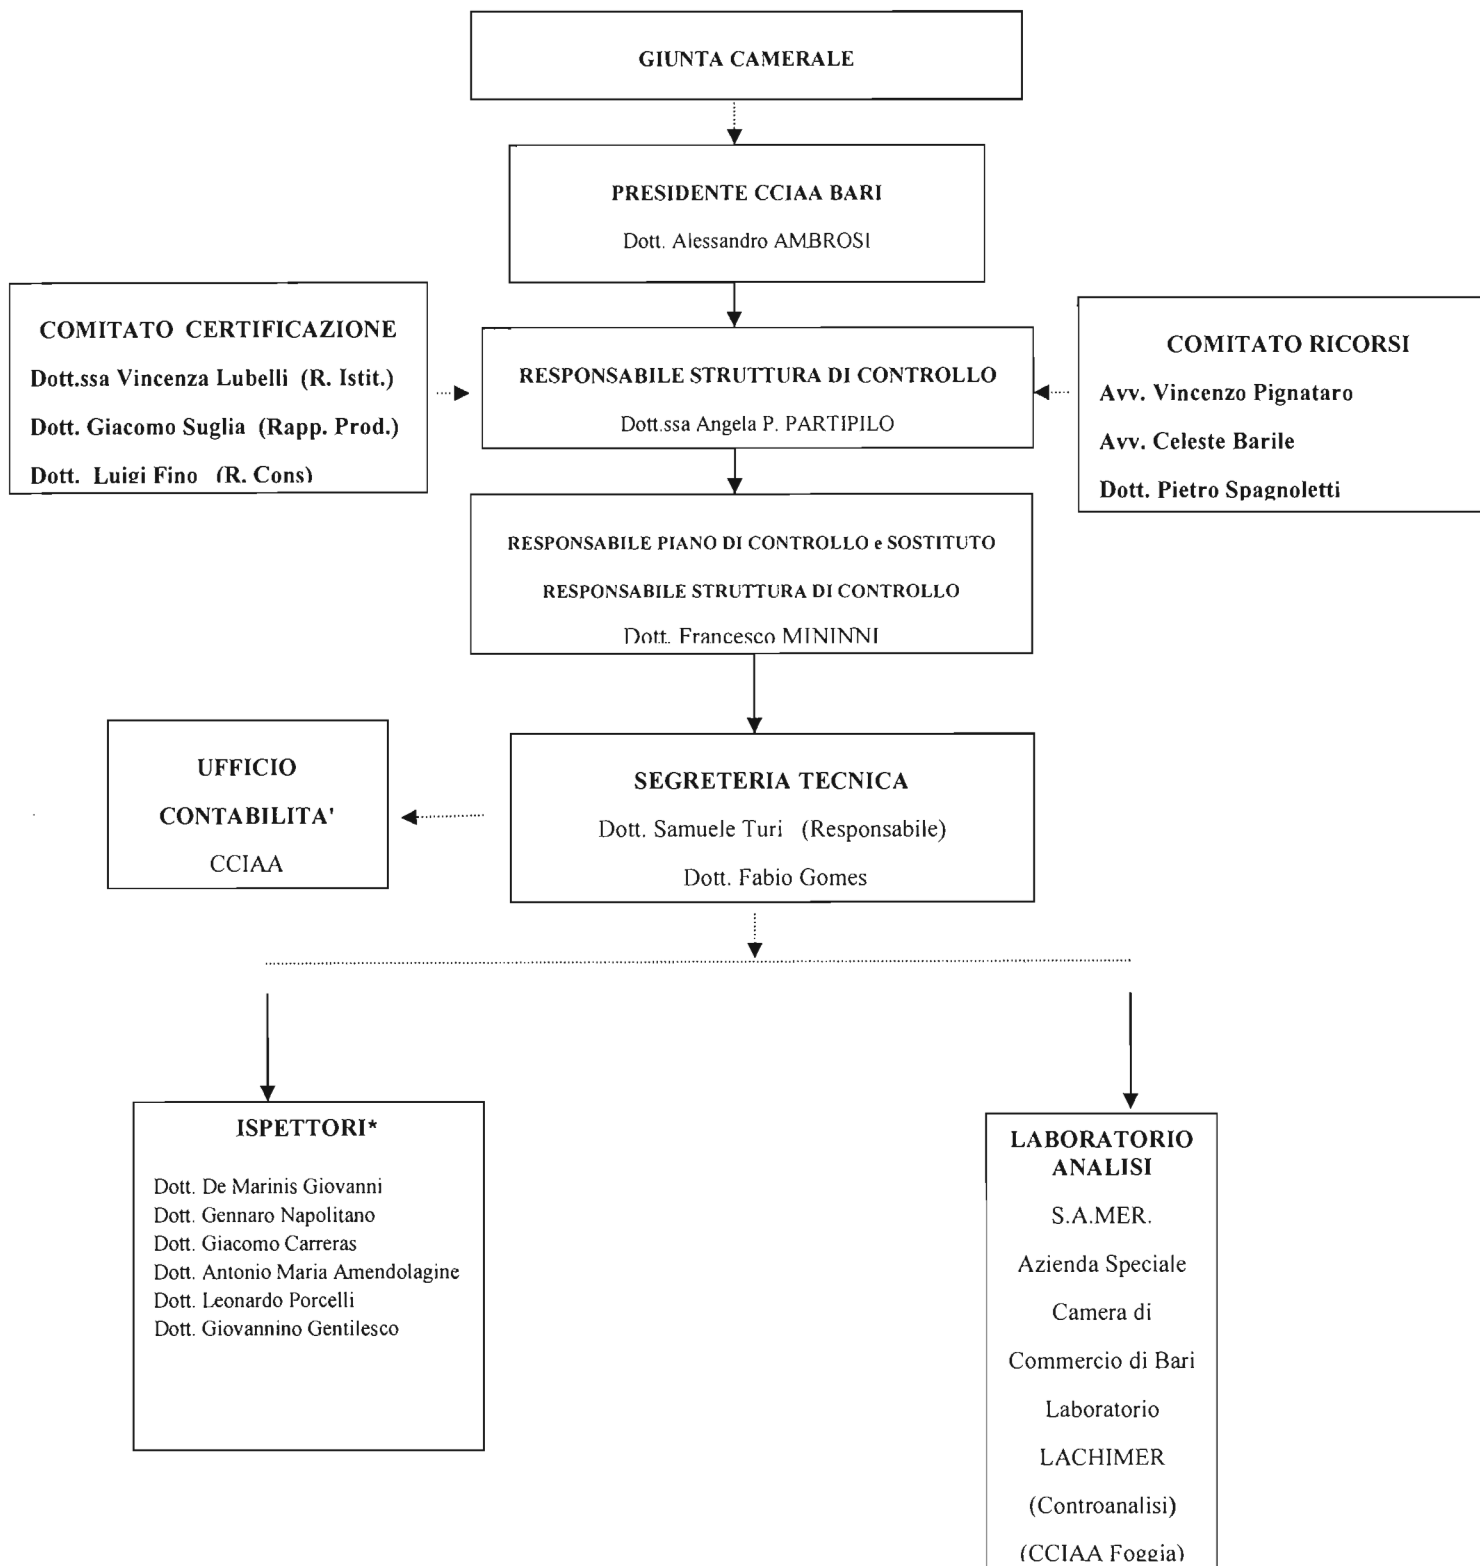 GIUNTA CAMERALE
PRESIDENTE CCIAA BARI
Dott. Alessandro AMBROSI
COMITATO CERTIFICAZIONE
Dott.ssa Vincenza Lubelli (R. Istit.)
Dott. Giacomo Suglia (Rapp. Prod.)
Dott. Luigi Fino (R. Cons)
RESPONSABILE STRUTTURA DI CONTROLLO
Dott.ssa Angela P. PARTIPILO
COMITATO RICORSI
Avv. Vincenzo Pignataro
Avv. Celeste Barile
Dott. Pietro Spagnoletti
RESPONSABILE PIANO DI CONTROLLO e SOSTITUTO
RESPONSABILE STRUTTURA DI CONTROLLO
Dott. Francesco MININNI
UFFICIO
CONTABILITA'
CCIAA
SEGRETERIA TECNICA
Dott. Samuele Turi (Responsabile)
Dott. Fabio Gomes
ISPETTORI*
Dott. De Marinis Giovanni
Dott. Gennaro Napolitano
Dott. Giacomo Carreras
Dott. Antonio Maria Amendolagine
Dott. Leonardo Porcelli
Dott. Giovannino Gentilesco
LABORATORIO
ANALISI
S.A.MER.
Azienda Speciale
Camera di
Commercio di Bari
Laboratorio
LACHIMER
(Controanalisi)
(CCIAA Foggia)